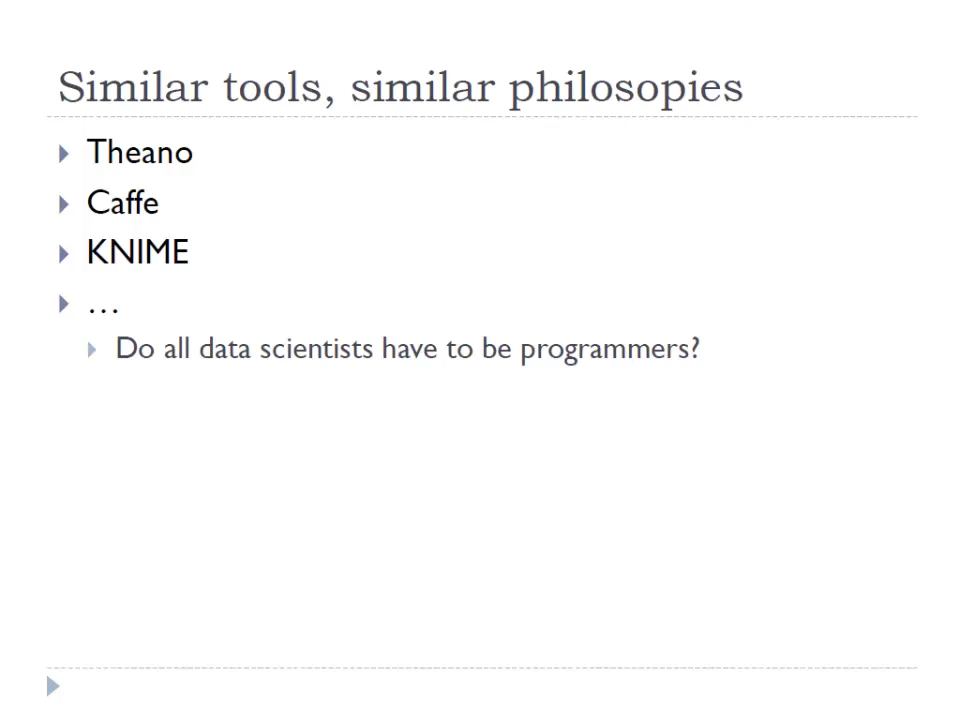 Similar tools, similar philosopies
Theano
Caffe
KNIME
…
Do all data scientists have to be programmers?